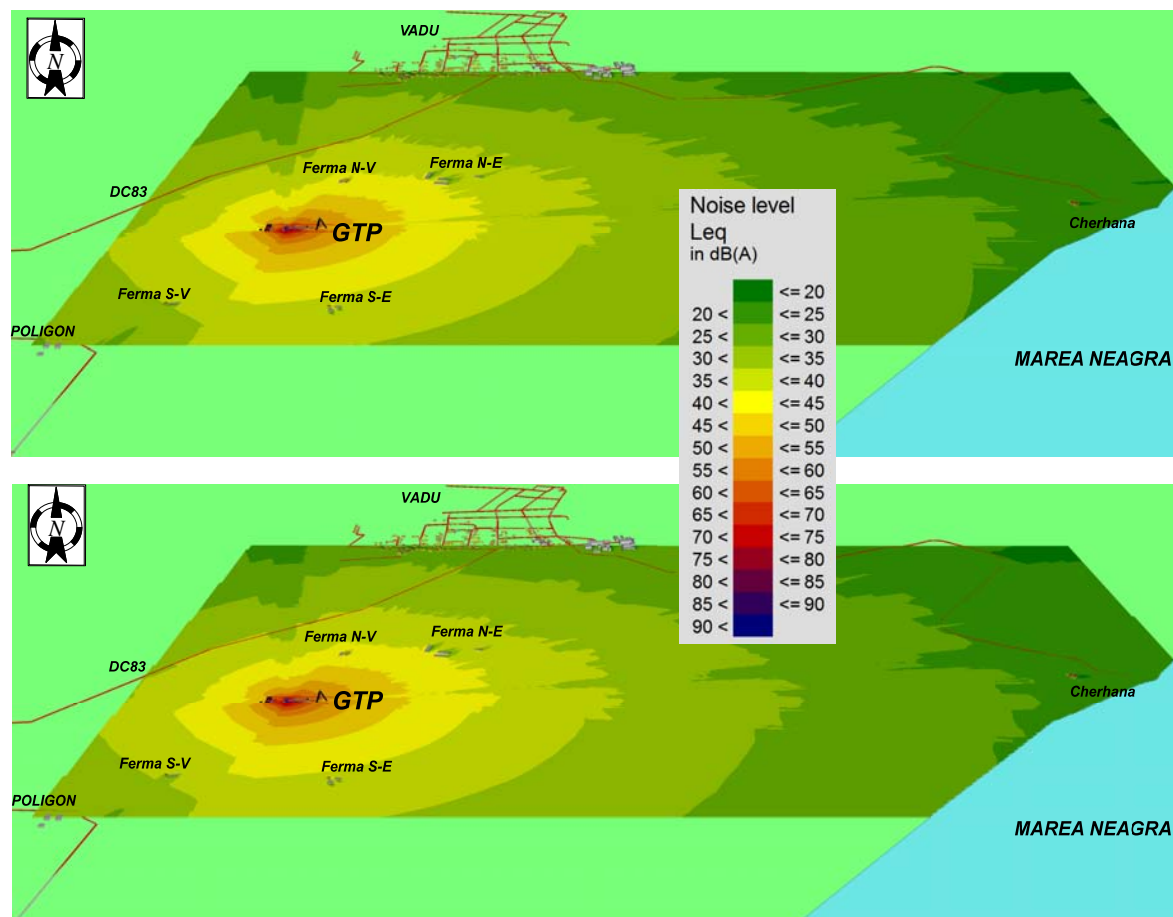 VADU
N
Ferma N-V
Ferma N-E
DC83
GTP
Cherhana
Ferma S-V
Ferma S-E
POLIGON
MAREA NEAGRA
Noise level
Leq
in dB(A)
<= 20
20 < <= 25
25 < <= 30
30 < <= 35
35 < <= 40
40 < <= 45
45 < <= 50
50 < <= 55
55 < <= 60
60 < <= 65
65 < <= 70
70 < <= 75
75 < <= 80
80 < <= 85
85 < <= 90
90 <
VADU
N
Ferma N-V
Ferma N-E
DC83
GTP
Cherhana
Ferma S-V
Ferma S-E
POLIGON
MAREA NEAGRA